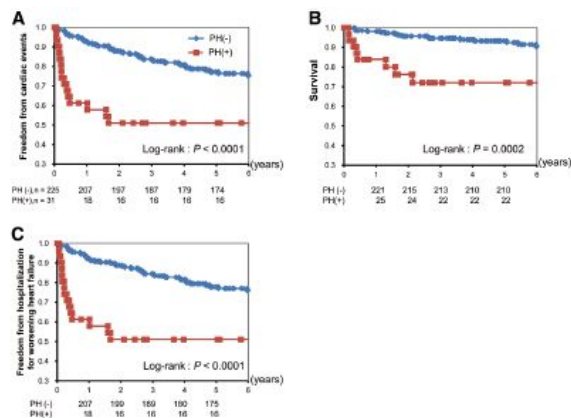 A
Freedom from cardiac events
1.0
0.9
0.8
0.7
0.6
0.5
0.4
0.3
PH(-)
PH(+)
Log-rank : P < 0.0001
0 1 2 3 4 5 6 (years)
PH (-),n = 225 207 197 187 179 174
PH(+),n = 31 18 16 16 16 16
B
Survival
1.0
0.9
0.8
0.7
0.6
0.5
0.4
0.3
Log-rank : P = 0.0002
0 1 2 3 4 5 6 (years)
PH (-) 221 215 213 210 210
PH(+) 25 24 22 22 22
C
Freedom from hospitalization
for worsening heart failure
1.0
0.9
0.8
0.7
0.6
0.5
0.4
0.3
Log-rank : P < 0.0001
0 1 2 3 4 5 6 (years)
PH (-) 207 199 189 180 175
PH(+) 18 16 16 16 16